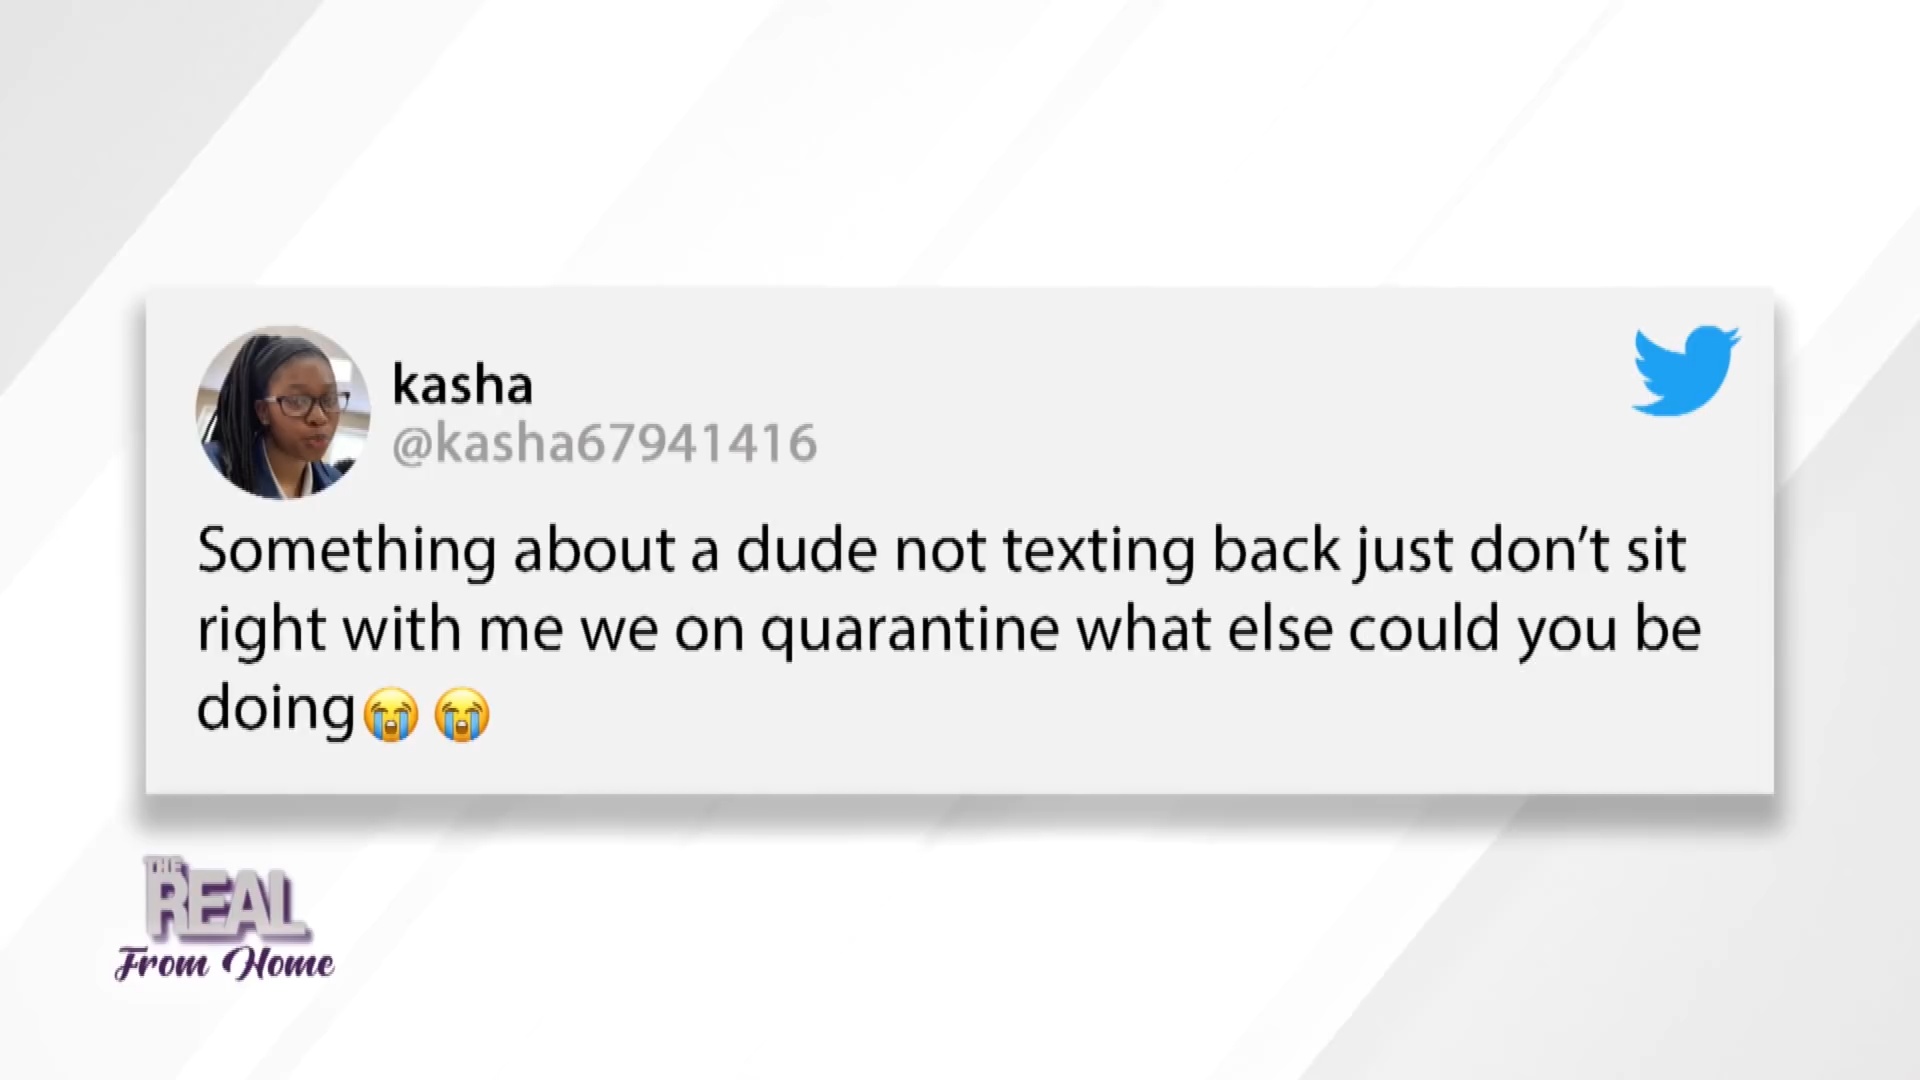 kasha
@kasha67941416
Something about a dude not texting back just don’t sit
right with me we on quarantine what else could you be
doing😭 😭
THE
REAL
From Home